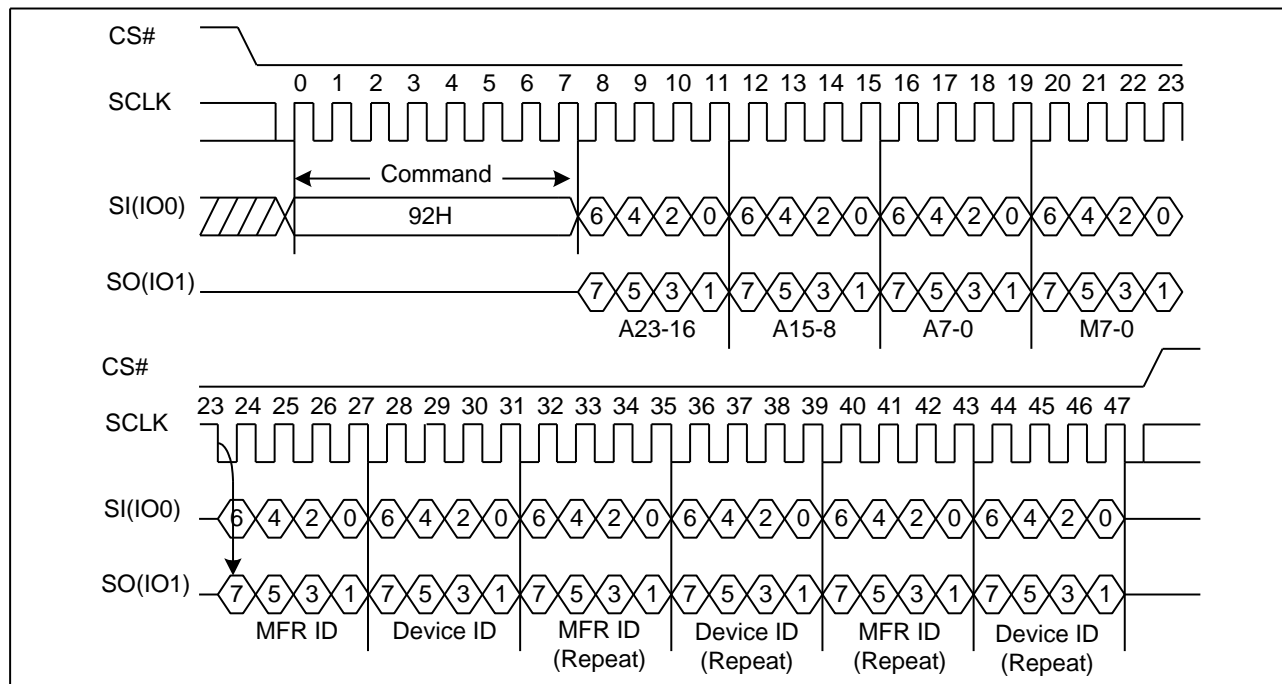 CS#
0 1 2 3 4 5 6 7 8 9 10 11 12 13 14 15 16 17 18 19 20 21 22 23
SCLK
Command
SI(IO0) 92H 6 4 2 0 6 4 2 0 6 4 2 0 6 4 2 0
SO(IO1) 7 5 3 1 7 5 3 1 7 5 3 1 7 5 3 1
A23-16 A15-8 A7-0 M7-0
CS#
23 24 25 26 27 28 29 30 31 32 33 34 35 36 37 38 39 40 41 42 43 44 45 46 47
SCLK
SI(IO0) 6 4 2 0 6 4 2 0 6 4 2 0 6 4 2 0 6 4 2 0 6 4 2 0
SO(IO1) 7 5 3 1 7 5 3 1 7 5 3 1 7 5 3 1 7 5 3 1 7 5 3 1
MFR ID Device ID MFR ID Device ID MFR ID Device ID
(Repeat) (Repeat) (Repeat) (Repeat)